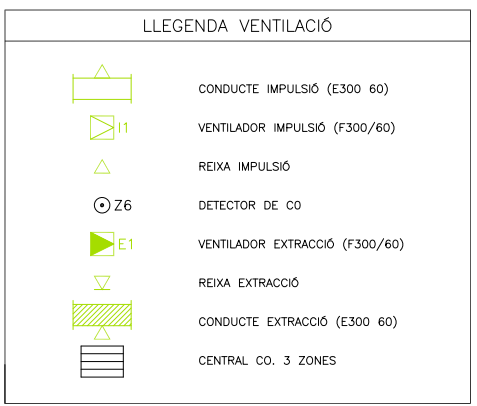 LLEGENDA VENTILACIÓ
CONDUCTE IMPULSIÓ (E300 60)
I1 VENTILADOR IMPULSIÓ (F300/60)
REIXA IMPULSIÓ
Z6 DETECTOR DE CO
E1 VENTILADOR EXTRACCIÓ (F300/60)
REIXA EXTRACCIÓ
CONDUCTE EXTRACCIÓ (E300 60)
CENTRAL CO. 3 ZONES